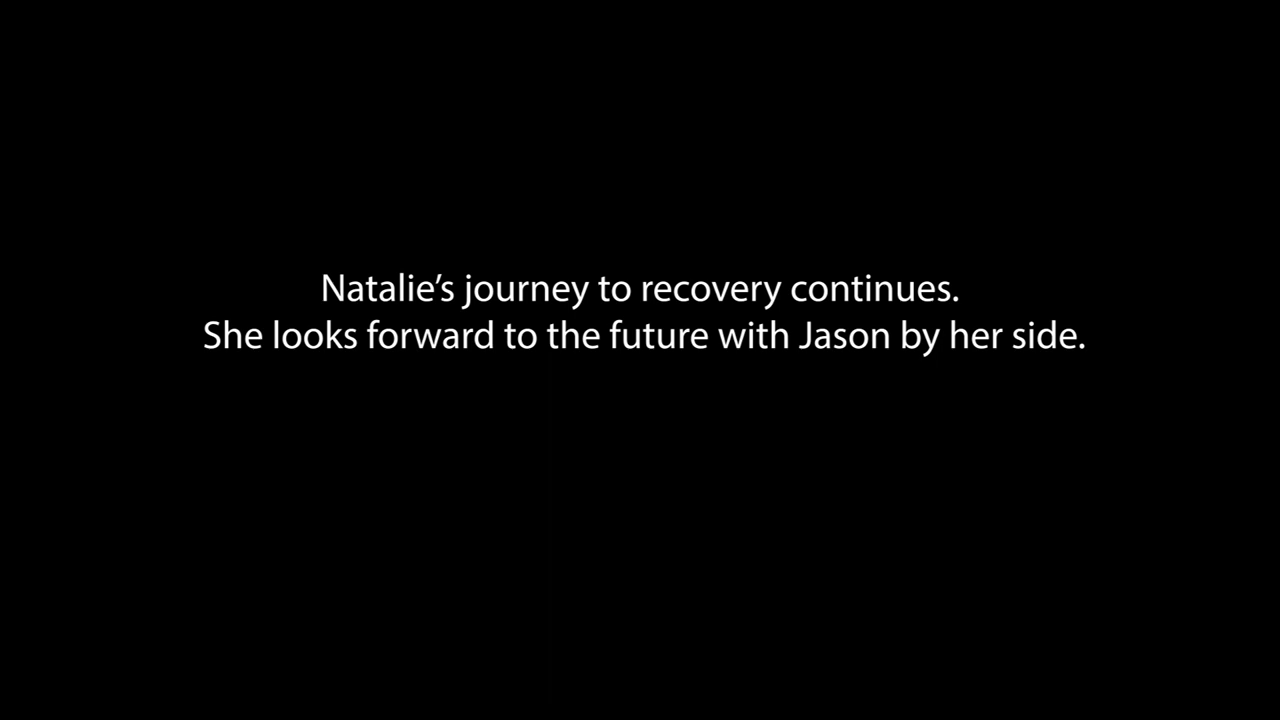 Natalie’s journey to recovery continues.
She looks forward to the future with Jason by her side.